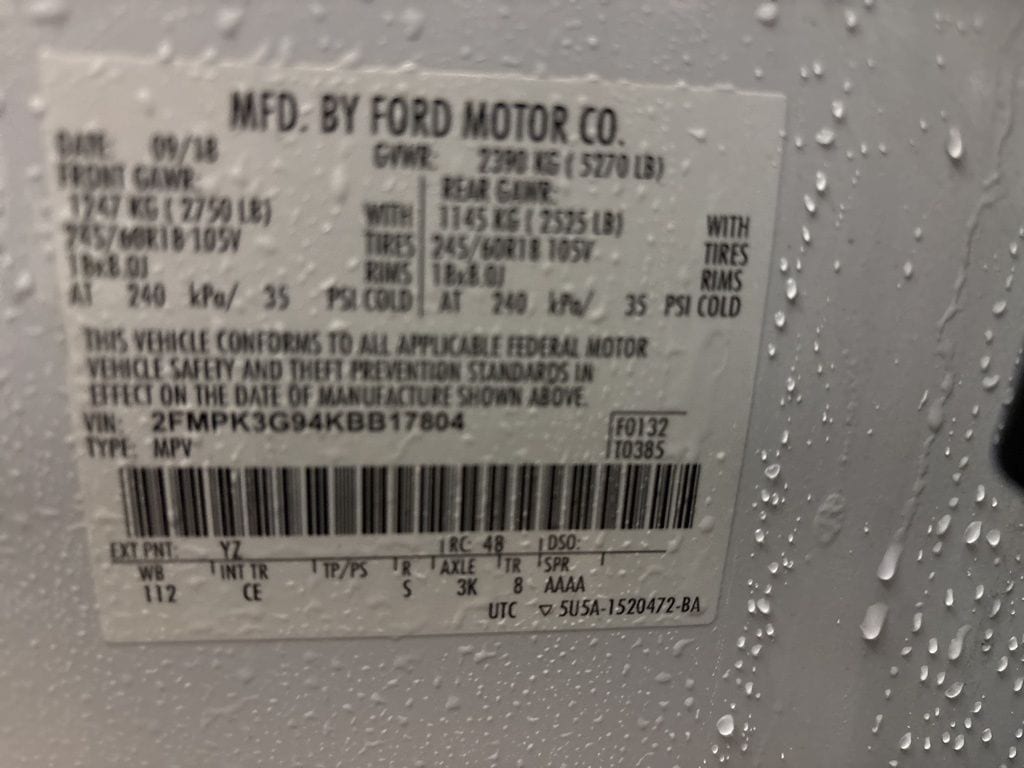 MFD. BY FORD MOTOR CO.
DATE: 09/18 GVWR: 2390 KG ( 5270 LB)
FRONT GAWR: REAR GAWR:
1247 KG ( 2750 LB) WITH 1145 KG ( 2525 LB) WITH
245/60R18 105V TIRES 245/60R18 105V TIRES
18x8.0J RIMS 18x8.0J RIMS
AT 240 kPa/ 35 PSI COLD AT 240 kPa/ 35 PSI COLD
THIS VEHICLE CONFORMS TO ALL APPLICABLE FEDERAL MOTOR
VEHICLE SAFETY AND THEFT PREVENTION STANDARDS IN
EFFECT ON THE DATE OF MANUFACTURE SHOWN ABOVE.
VIN: 2FMPK3G94KBB17804 F0132
TYPE: MPV T0385
EXT PNT: YZ RC: 48 DSO:
WB INT TR TP/PS R AXLE TR SPR
112 CE S 3K 8 AAAA
UTC ▽ 5U5A-1520472-BA